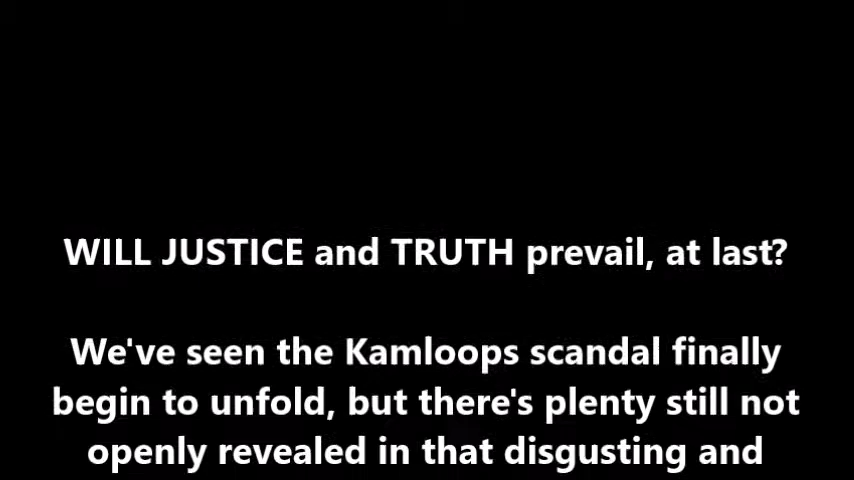 WILL JUSTICE and TRUTH prevail, at last?
We've seen the Kamloops scandal finally
begin to unfold, but there's plenty still not
openly revealed in that disgusting and